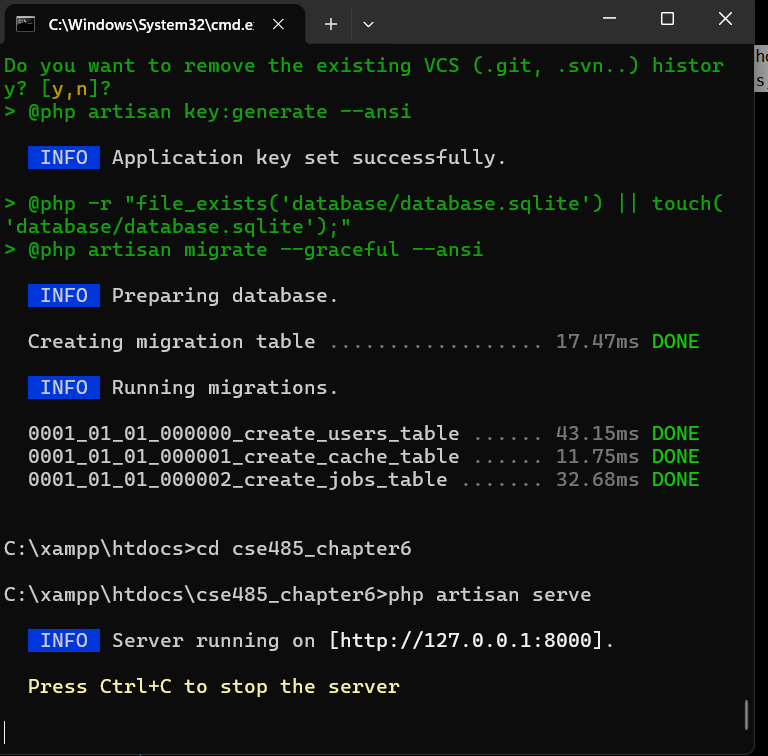 C:\Windows\System32\cmd.e
Do you want to remove the existing VCS (.git, .svn..) histor
y? [y,n]?
> @php artisan key:generate --ansi
INFO Application key set successfully.
> @php -r "file_exists('database/database.sqlite') || touch(
'database/database.sqlite');"
> @php artisan migrate --graceful --ansi
INFO Preparing database.
Creating migration table .................. 17.47ms DONE
INFO Running migrations.
0001_01_01_000000_create_users_table ...... 43.15ms DONE
0001_01_01_000001_create_cache_table ...... 11.75ms DONE
0001_01_01_000002_create_jobs_table ....... 32.68ms DONE
C:\xampp\htdocs>cd cse485_chapter6
C:\xampp\htdocs\cse485_chapter6>php artisan serve
INFO Server running on [http://127.0.0.1:8000].
Press Ctrl+C to stop the server